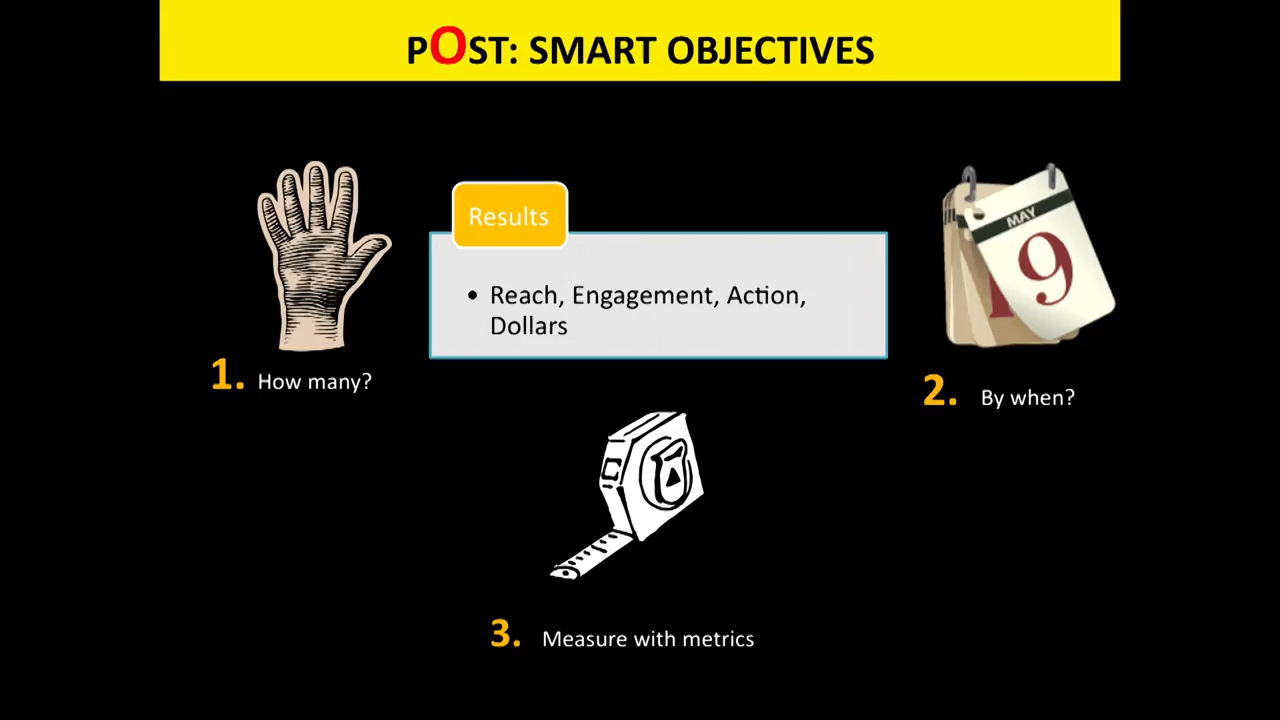 POST: SMART OBJECTIVES
Results
• Reach, Engagement, Action,
Dollars
MAY
19
1. How many?
2. By when?
3. Measure with metrics